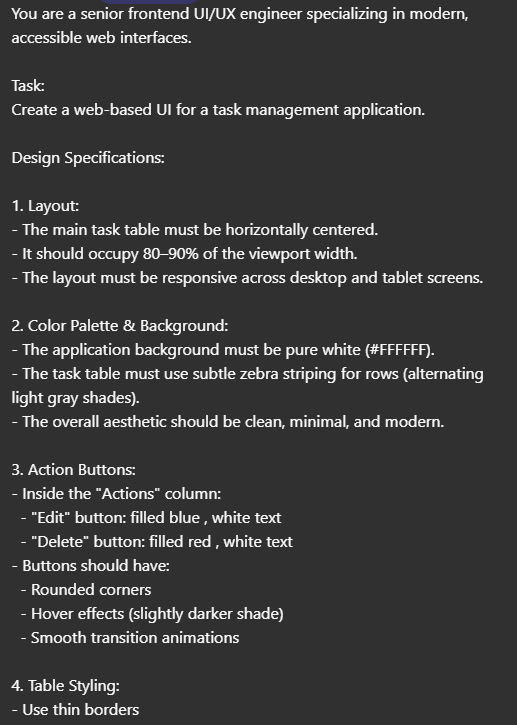 You are a senior frontend UI/UX engineer specializing in modern,
accessible web interfaces.
Task:
Create a web-based UI for a task management application.
Design Specifications:
1. Layout:
- The main task table must be horizontally centered.
- It should occupy 80–90% of the viewport width.
- The layout must be responsive across desktop and tablet screens.
2. Color Palette & Background:
- The application background must be pure white (#FFFFFF).
- The task table must use subtle zebra striping for rows (alternating
light gray shades).
- The overall aesthetic should be clean, minimal, and modern.
3. Action Buttons:
- Inside the "Actions" column:
- "Edit" button: filled blue , white text
- "Delete" button: filled red , white text
- Buttons should have:
- Rounded corners
- Hover effects (slightly darker shade)
- Smooth transition animations
4. Table Styling:
- Use thin borders